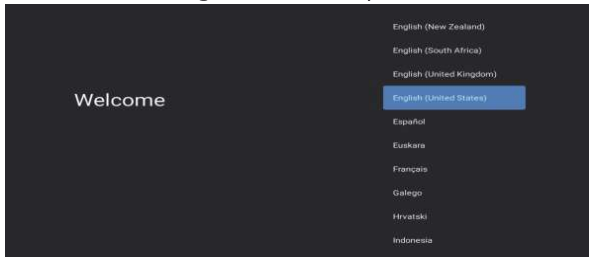 English (New Zealand)
English (South Africa)
English (United Kingdom)
Welcome
English (United States)
Español
Euskara
Français
Galego
Hrvatski
Indonesia